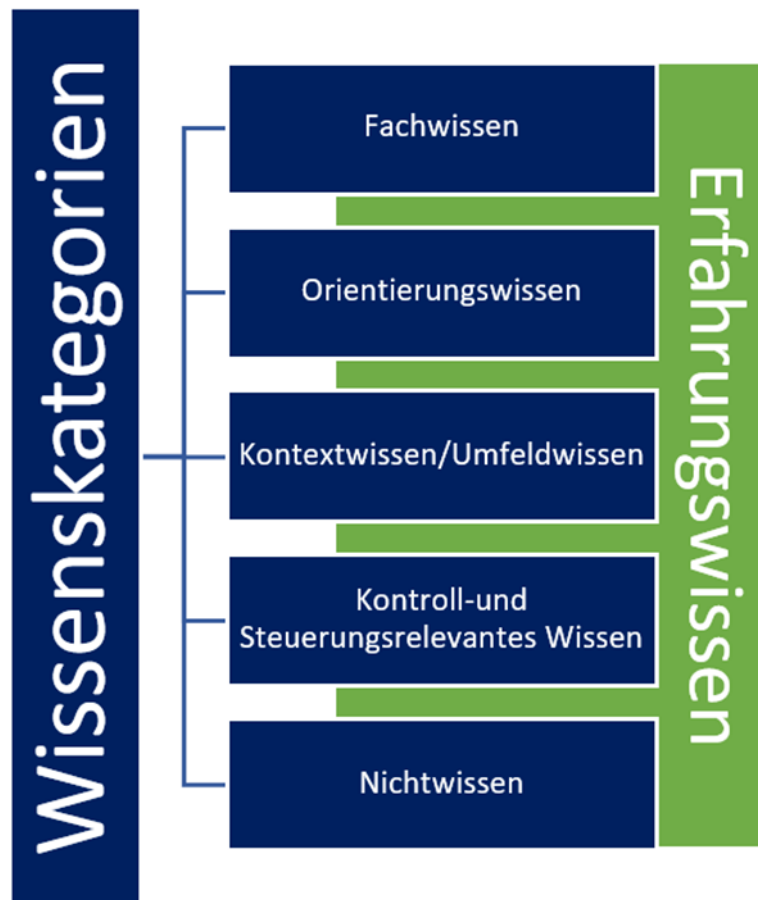 Wissenskategorien
Fachwissen
Orientierungswissen
Kontextwissen/Umfeldwissen
Kontroll-und
Steuerungsrelevantes Wissen
Nichtwissen
Erfahrungswissen